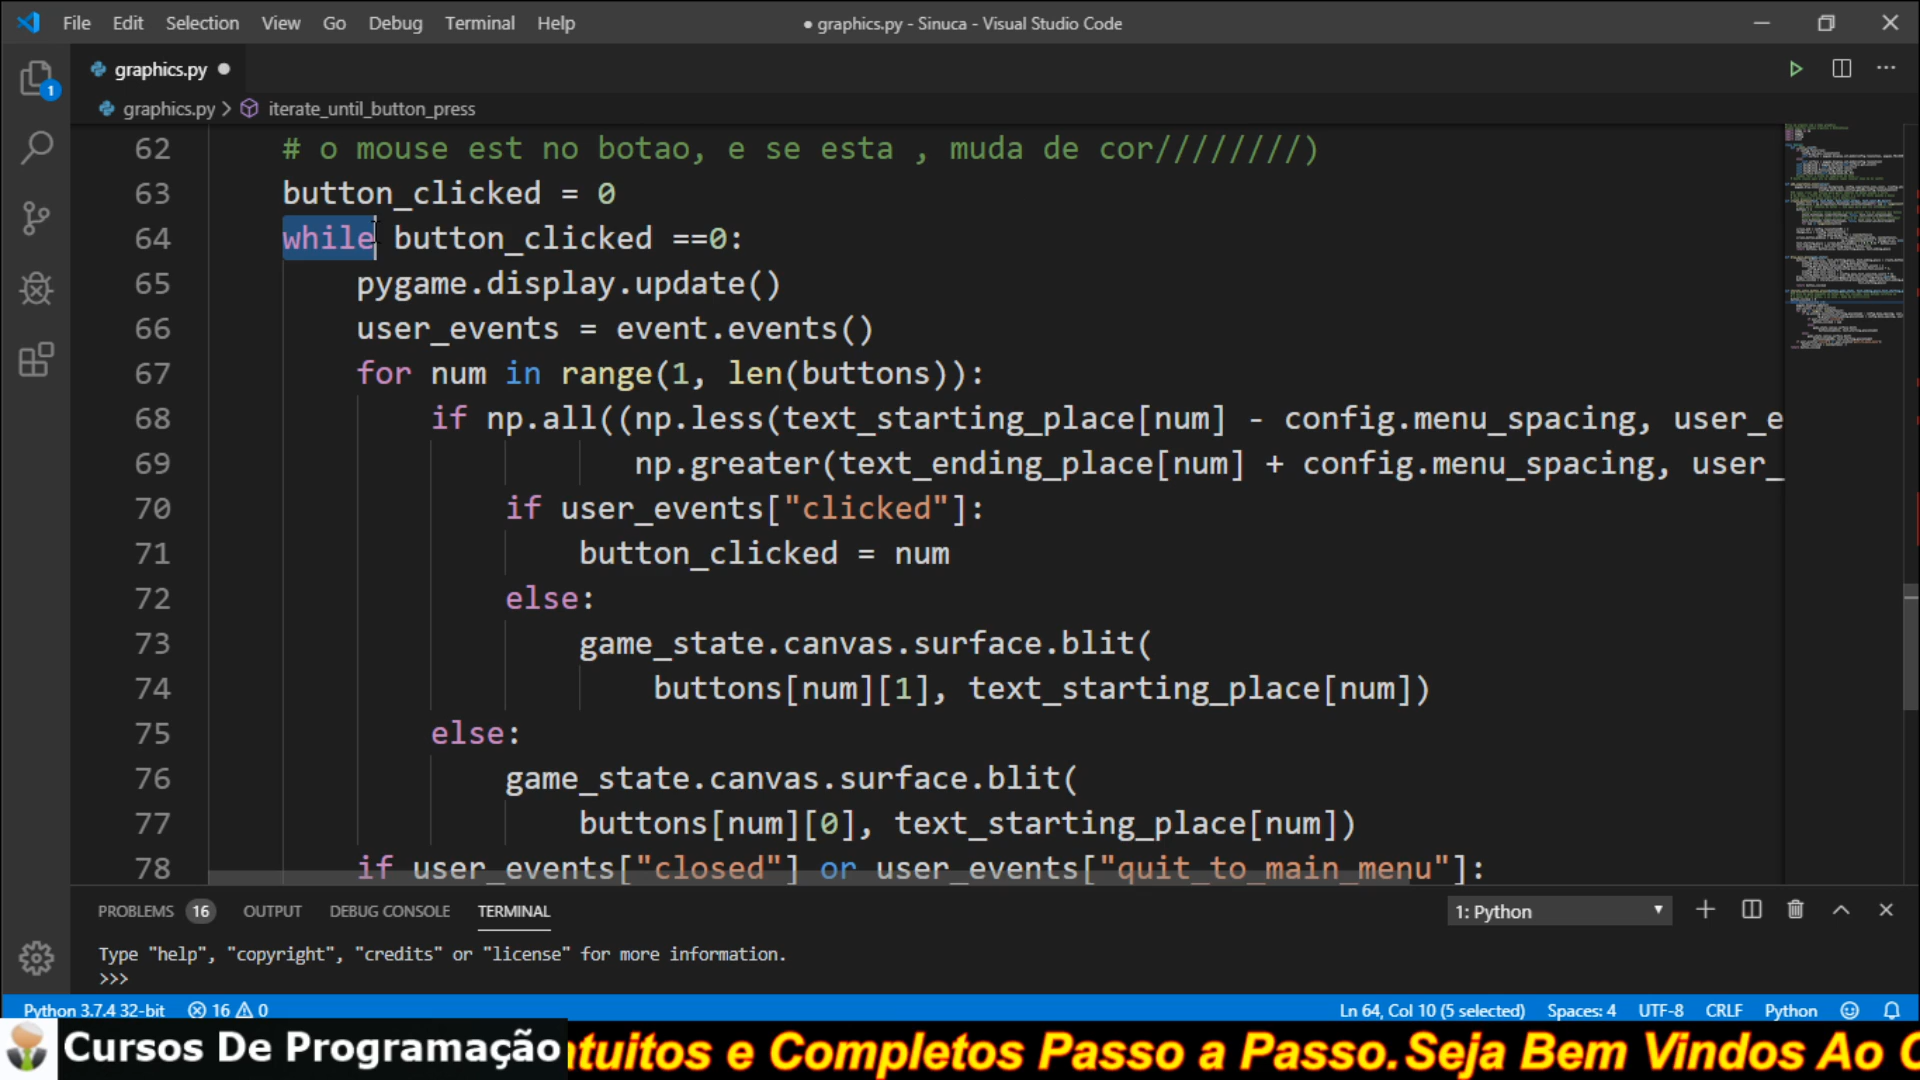 File Edit Selection View Go Debug Terminal Help ● graphics.py - Sinuca - Visual Studio Code
graphics.py ●
graphics.py > iterate_until_button_press
62 # o mouse est no botao, e se esta , muda de cor////////)
63 button_clicked = 0
64 while button_clicked ==0:
65 pygame.display.update()
66 user_events = event.events()
67 for num in range(1, len(buttons)):
68 if np.all((np.less(text_starting_place[num] - config.menu_spacing, user_e
69 np.greater(text_ending_place[num] + config.menu_spacing, user_
70 if user_events["clicked"]:
71 button_clicked = num
72 else:
73 game_state.canvas.surface.blit(
74 buttons[num][1], text_starting_place[num])
75 else:
76 game_state.canvas.surface.blit(
77 buttons[num][0], text_starting_place[num])
78 if user_events["closed"] or user_events["quit_to_main_menu"]:
PROBLEMS 16 OUTPUT DEBUG CONSOLE TERMINAL 1: Python
Type "help", "copyright", "credits" or "license" for more information.
>>>
Python 3.7.4 32-bit 16 0 Ln 64, Col 10 (5 selected) Spaces: 4 UTF-8 CRLF Python
Cursos De Programação tuitos e Completos Passo a Passo. Seja Bem Vindos Ao C